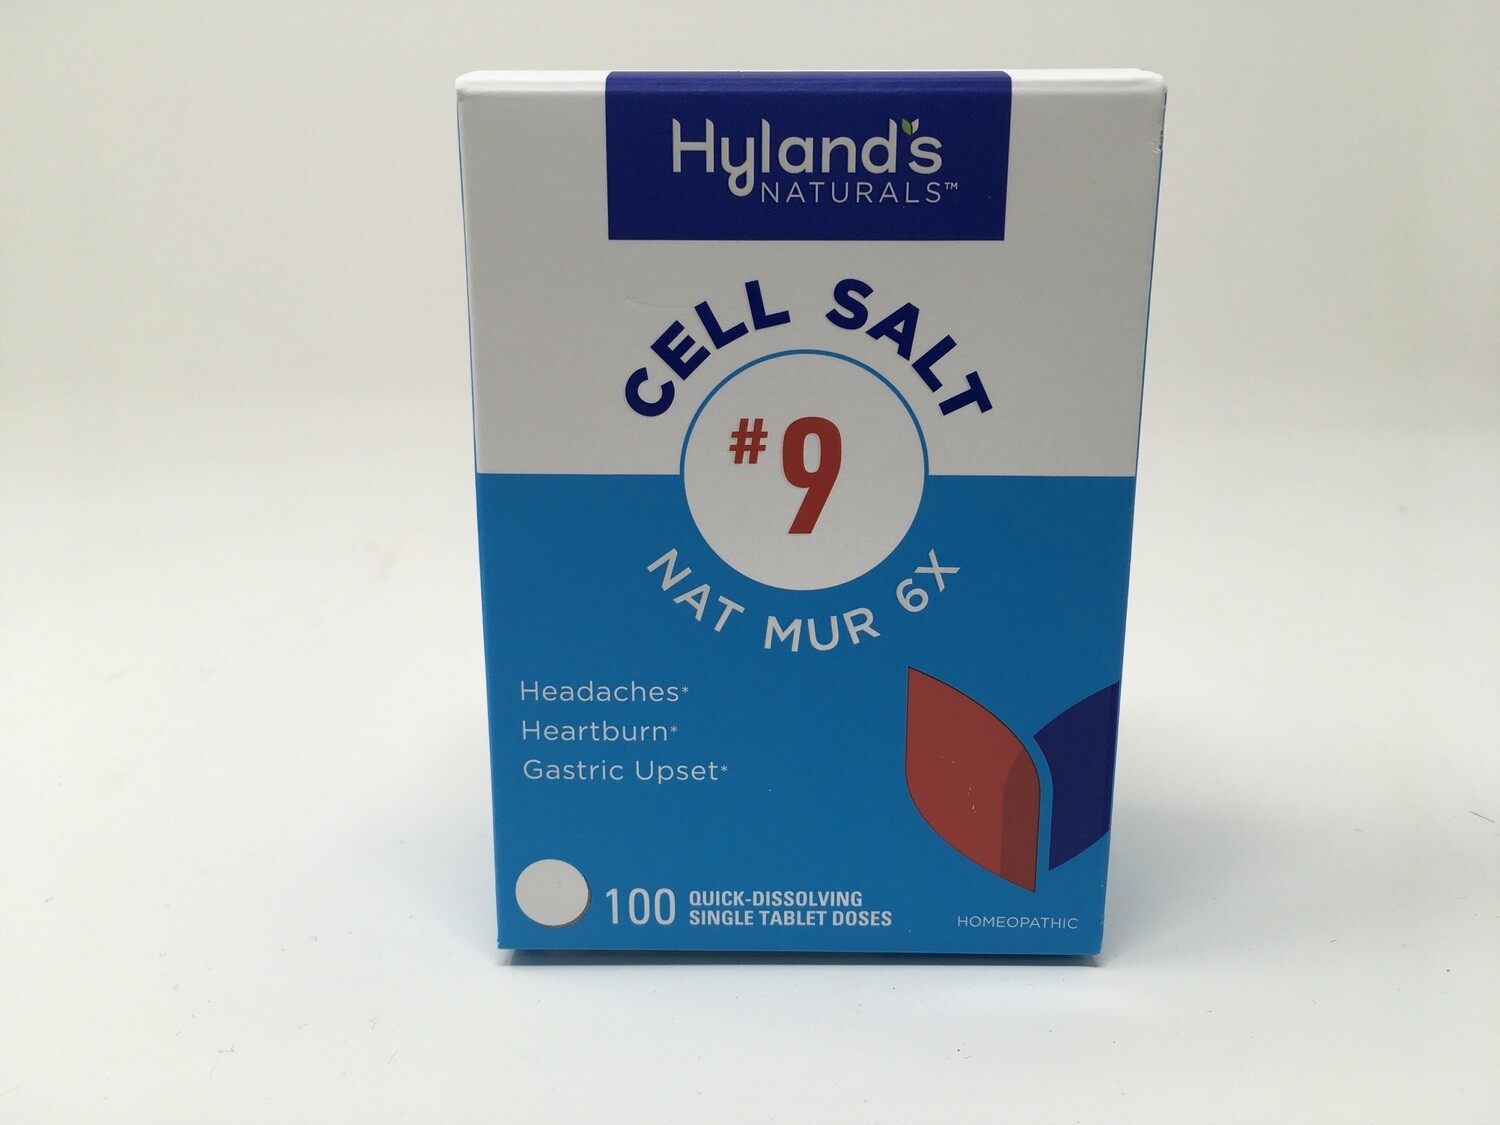 Hyland's
NATURALS™
CELL SALT
#9
NAT MUR 6X
Headaches*
Heartburn*
Gastric Upset*
100 QUICK-DISSOLVING
SINGLE TABLET DOSES
HOMEOPATHIC